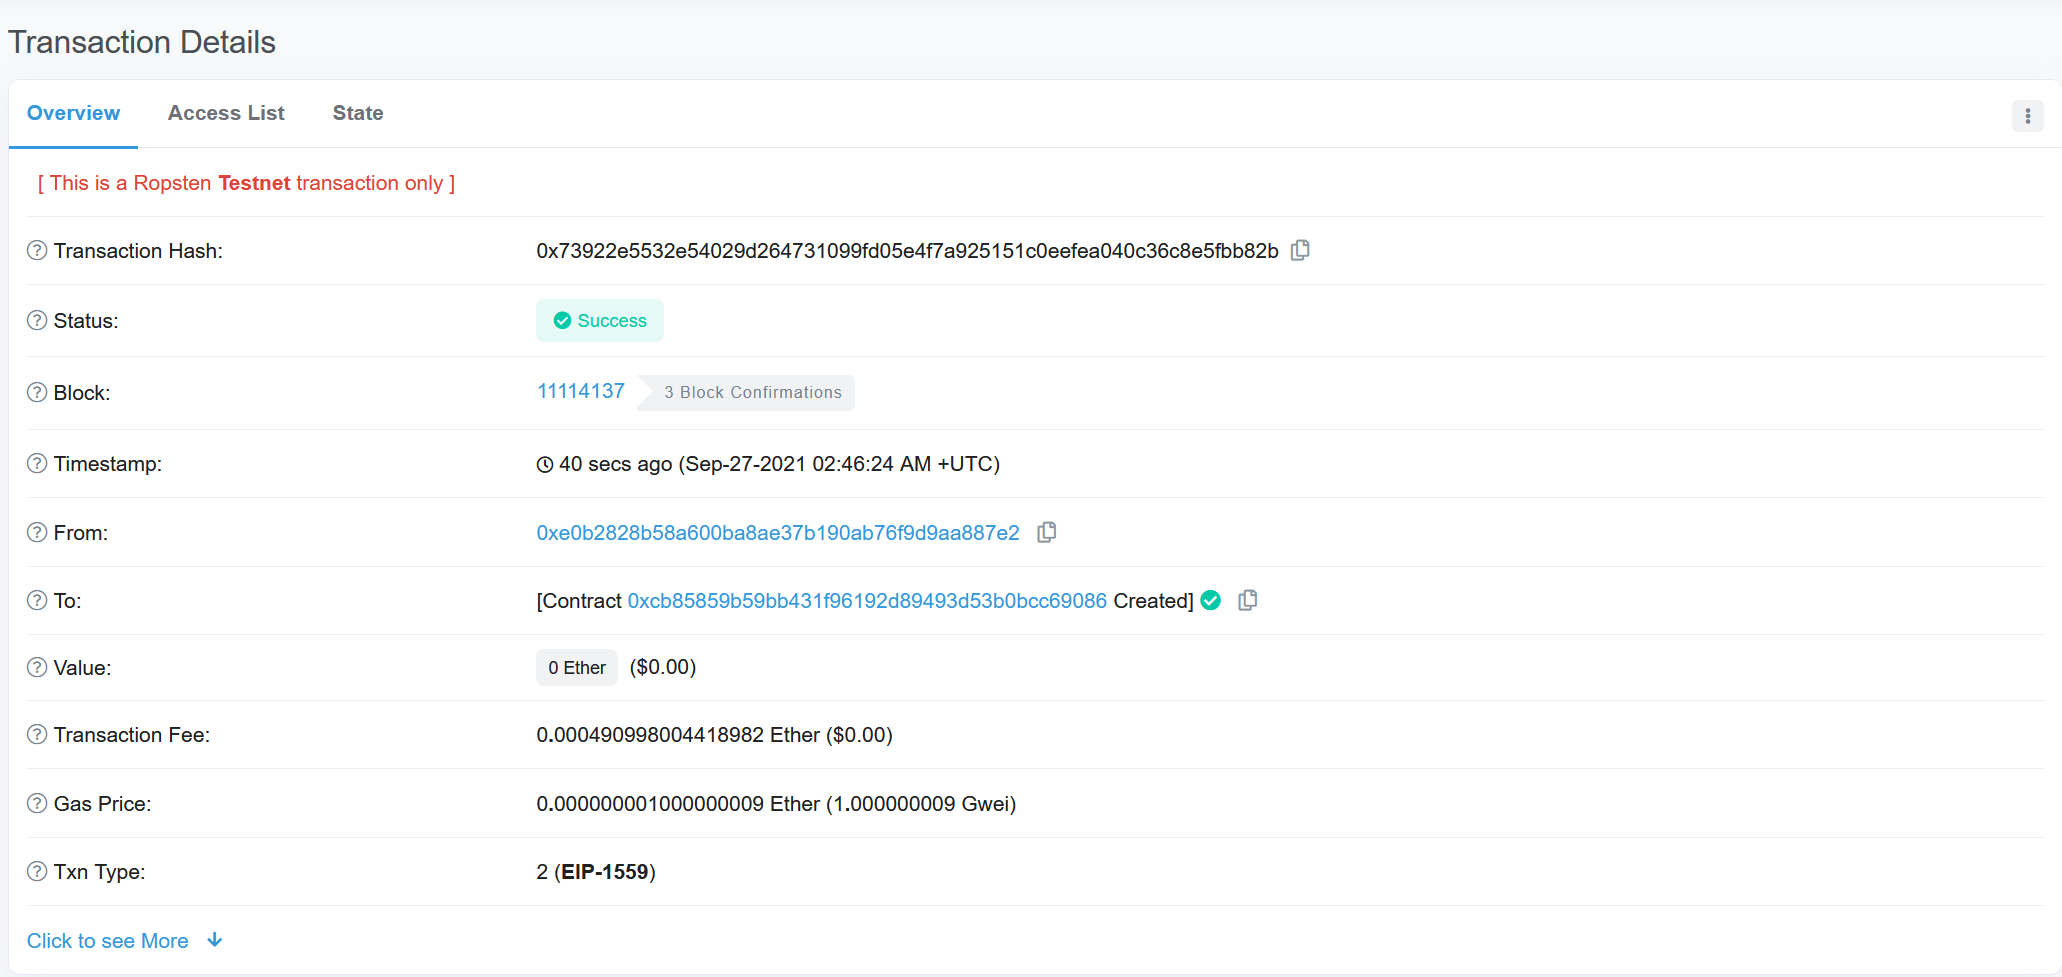 Transaction Details
Overview Access List State
[ This is a Ropsten Testnet transaction only ]
Transaction Hash: 0x73922e5532e54029d264731099fd05e4f7a925151c0eefea040c36c8e5fbb82b
Status: Success
Block: 11114137 3 Block Confirmations
Timestamp: 40 secs ago (Sep-27-2021 02:46:24 AM +UTC)
From: 0xe0b2828b58a600ba8ae37b190ab76f9d9aa887e2
To: [Contract 0xcb85859b59bb431f96192d89493d53b0bcc69086 Created]
Value: 0 Ether ($0.00)
Transaction Fee: 0.000490998004418982 Ether ($0.00)
Gas Price: 0.000000001000000009 Ether (1.000000009 Gwei)
Txn Type: 2 (EIP-1559)
Click to see More